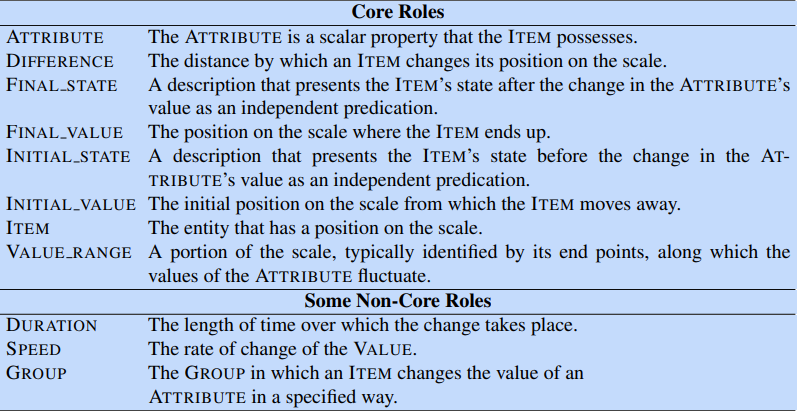 Core Roles
ATTRIBUTE The ATTRIBUTE is a scalar property that the ITEM possesses.
DIFFERENCE The distance by which an ITEM changes its position on the scale.
FINAL_STATE A description that presents the ITEM's state after the change in the ATTRIBUTE's
value as an independent predication.
FINAL_VALUE The position on the scale where the ITEM ends up.
INITIAL_STATE A description that presents the ITEM's state before the change in the AT-
TRIBUTE's value as an independent predication.
INITIAL_VALUE The initial position on the scale from which the ITEM moves away.
ITEM The entity that has a position on the scale.
VALUE_RANGE A portion of the scale, typically identified by its end points, along which the
values of the ATTRIBUTE fluctuate.
Some Non-Core Roles
DURATION The length of time over which the change takes place.
SPEED The rate of change of the VALUE.
GROUP The GROUP in which an ITEM changes the value of an
ATTRIBUTE in a specified way.